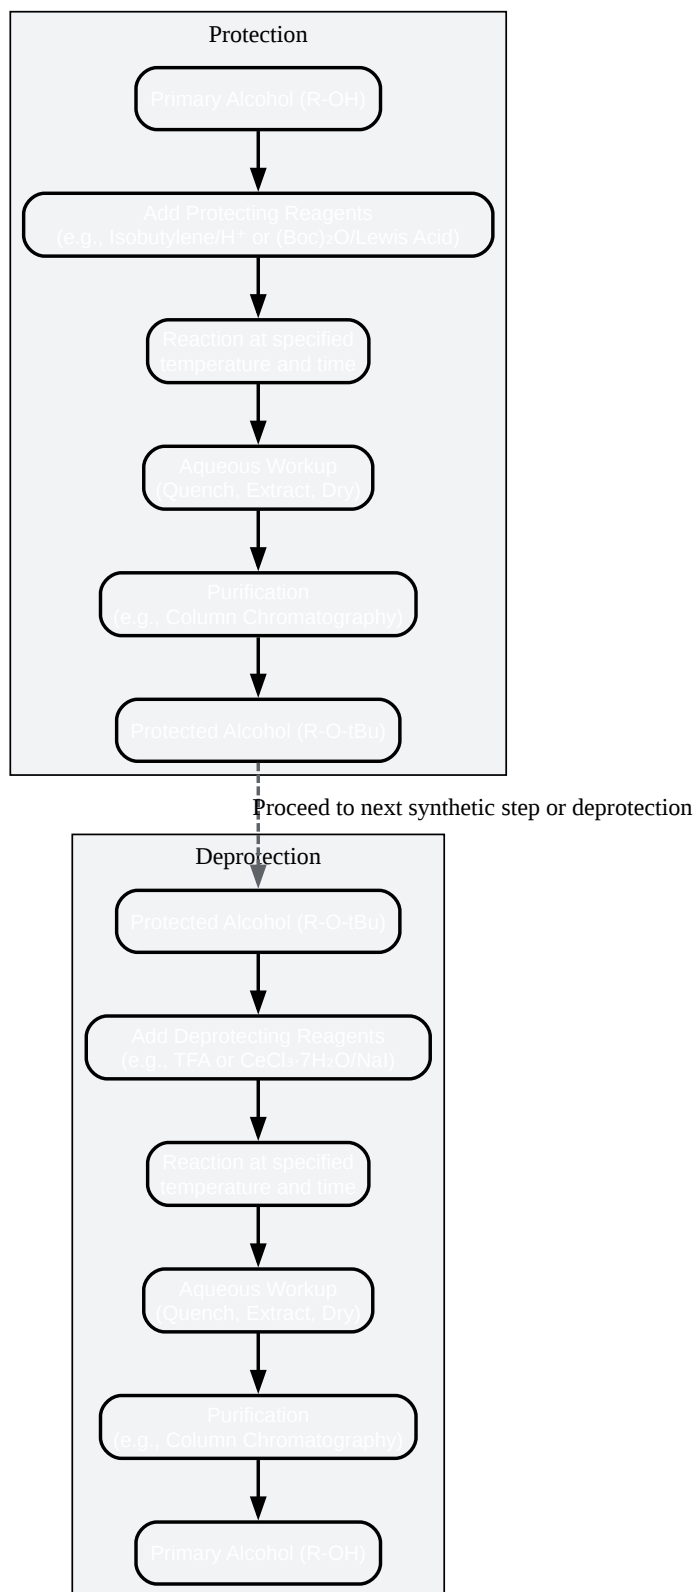 Protection
Primary Alcohol (R-OH)
Add Protecting Reagents
(e.g., Isobutylene/H⁺ or (Boc)₂O/Lewis Acid)
Reaction at specified
temperature and time
Aqueous Workup
(Quench, Extract, Dry)
Purification
(e.g., Column Chromatography)
Protected Alcohol (R-O-tBu)
Proceed to next synthetic step or deprotection
Deprotection
Protected Alcohol (R-O-tBu)
Add Deprotecting Reagents
(e.g., TFA or CeCl₃·7H₂O/NaI)
Reaction at specified
temperature and time
Aqueous Workup
(Quench, Extract, Dry)
Purification
(e.g., Column Chromatography)
Primary Alcohol (R-OH)